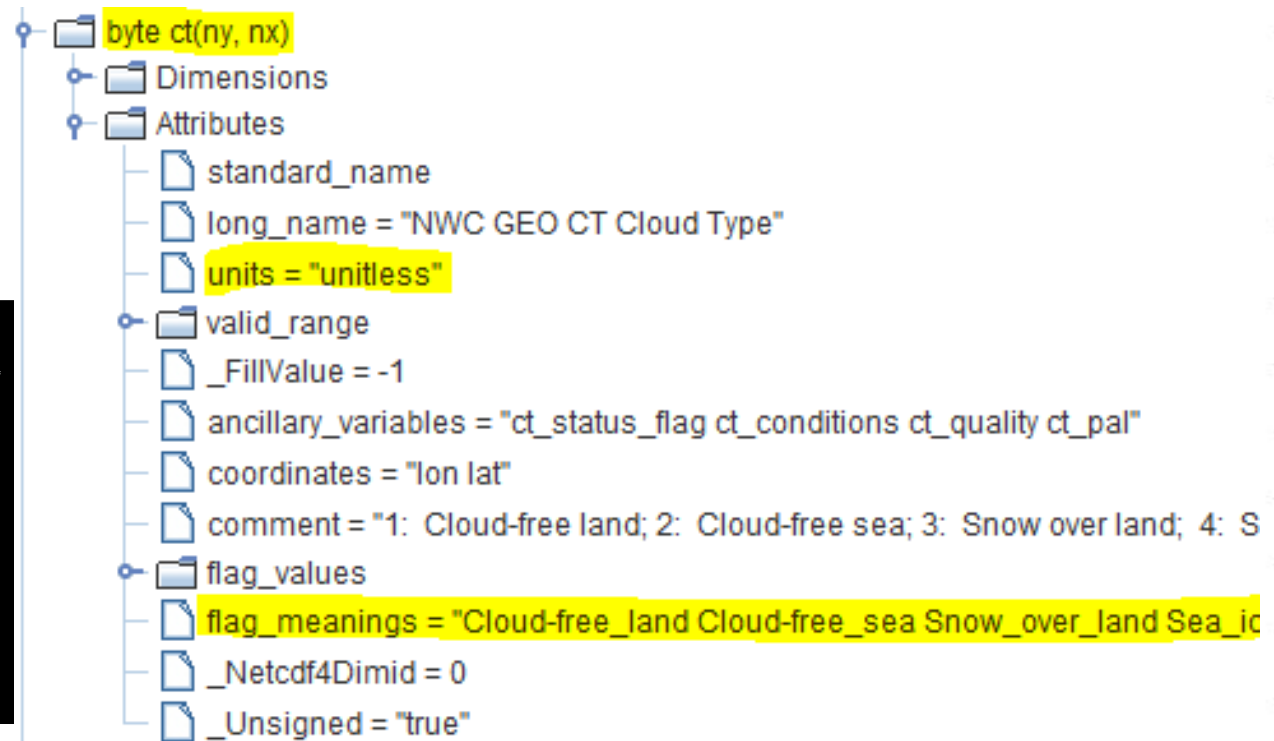 byte ct(ny, nx)
Dimensions
Attributes
standard_name
long_name = "NWC GEO CT Cloud Type"
units = "unitless"
valid_range
_FillValue = -1
ancillary_variables = "ct_status_flag ct_conditions ct_quality ct_pal"
coordinates = "lon lat"
comment = "1:  Cloud-free land; 2:  Cloud-free sea; 3:  Snow over land;  4:  S
flag_values
flag_meanings = "Cloud-free_land Cloud-free_sea Snow_over_land Sea_ic
_Netcdf4Dimid = 0
_Unsigned = "true"